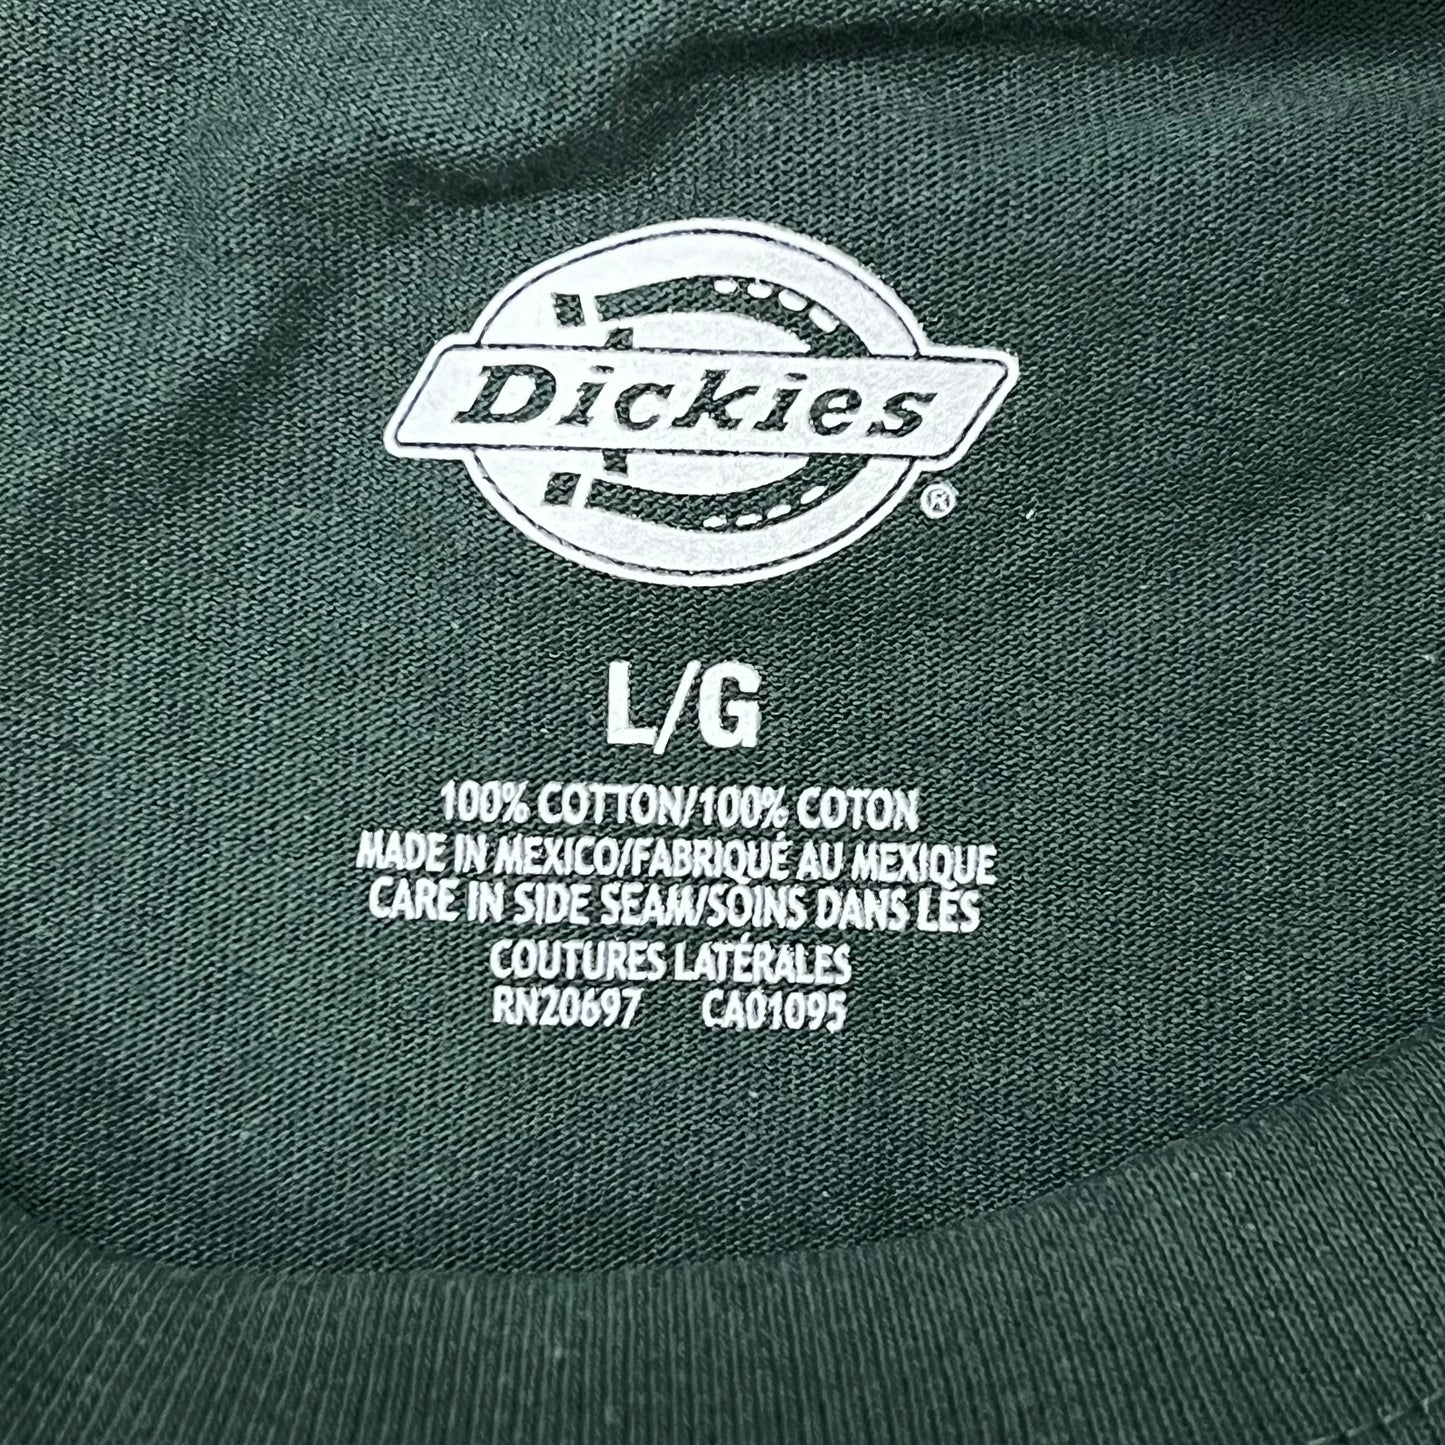 Dickies
®
L/G
100% COTTON/100% COTON
MADE IN MEXICO/FABRIQUÉ AU MEXIQUE
CARE IN SIDE SEAM/SOINS DANS LES
COUTURES LATÉRALES
RN20697 CA01095